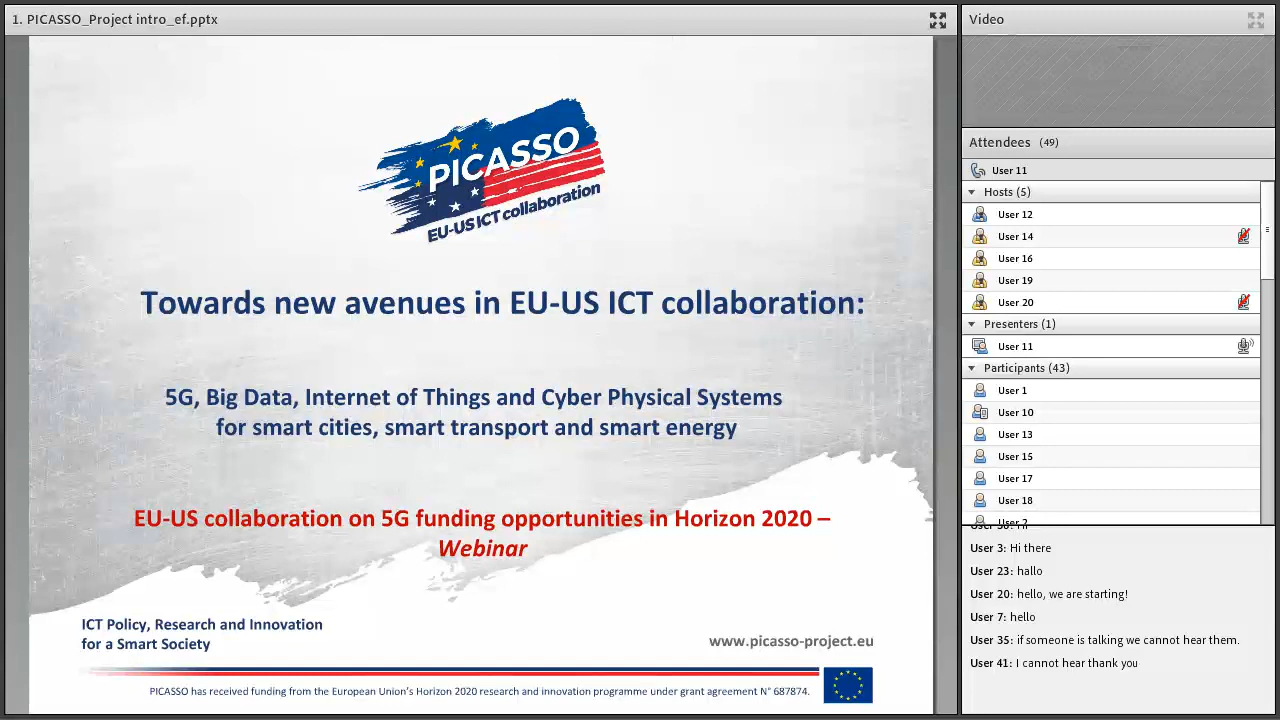 1. PICASSO_Project intro_ef.pptx
PICASSO
EU-US ICT collaboration
Towards new avenues in EU-US ICT collaboration:
5G, Big Data, Internet of Things and Cyber Physical Systems
for smart cities, smart transport and smart energy
EU-US collaboration on 5G funding opportunities in Horizon 2020 –
Webinar
ICT Policy, Research and Innovation
for a Smart Society
www.picasso-project.eu
PICASSO has received funding from the European Union's Horizon 2020 research and innovation programme under grant agreement N° 687874.
Video
Attendees (49)
User 11
Hosts (5)
User 12
User 14
User 16
User 19
User 20
Presenters (1)
User 11
Participants (43)
User 1
User 10
User 13
User 15
User 17
User 18
User 2
User 3: Hi there
User 23: hallo
User 20: hello, we are starting!
User 7: hello
User 35: if someone is talking we cannot hear them.
User 41: I cannot hear thank you